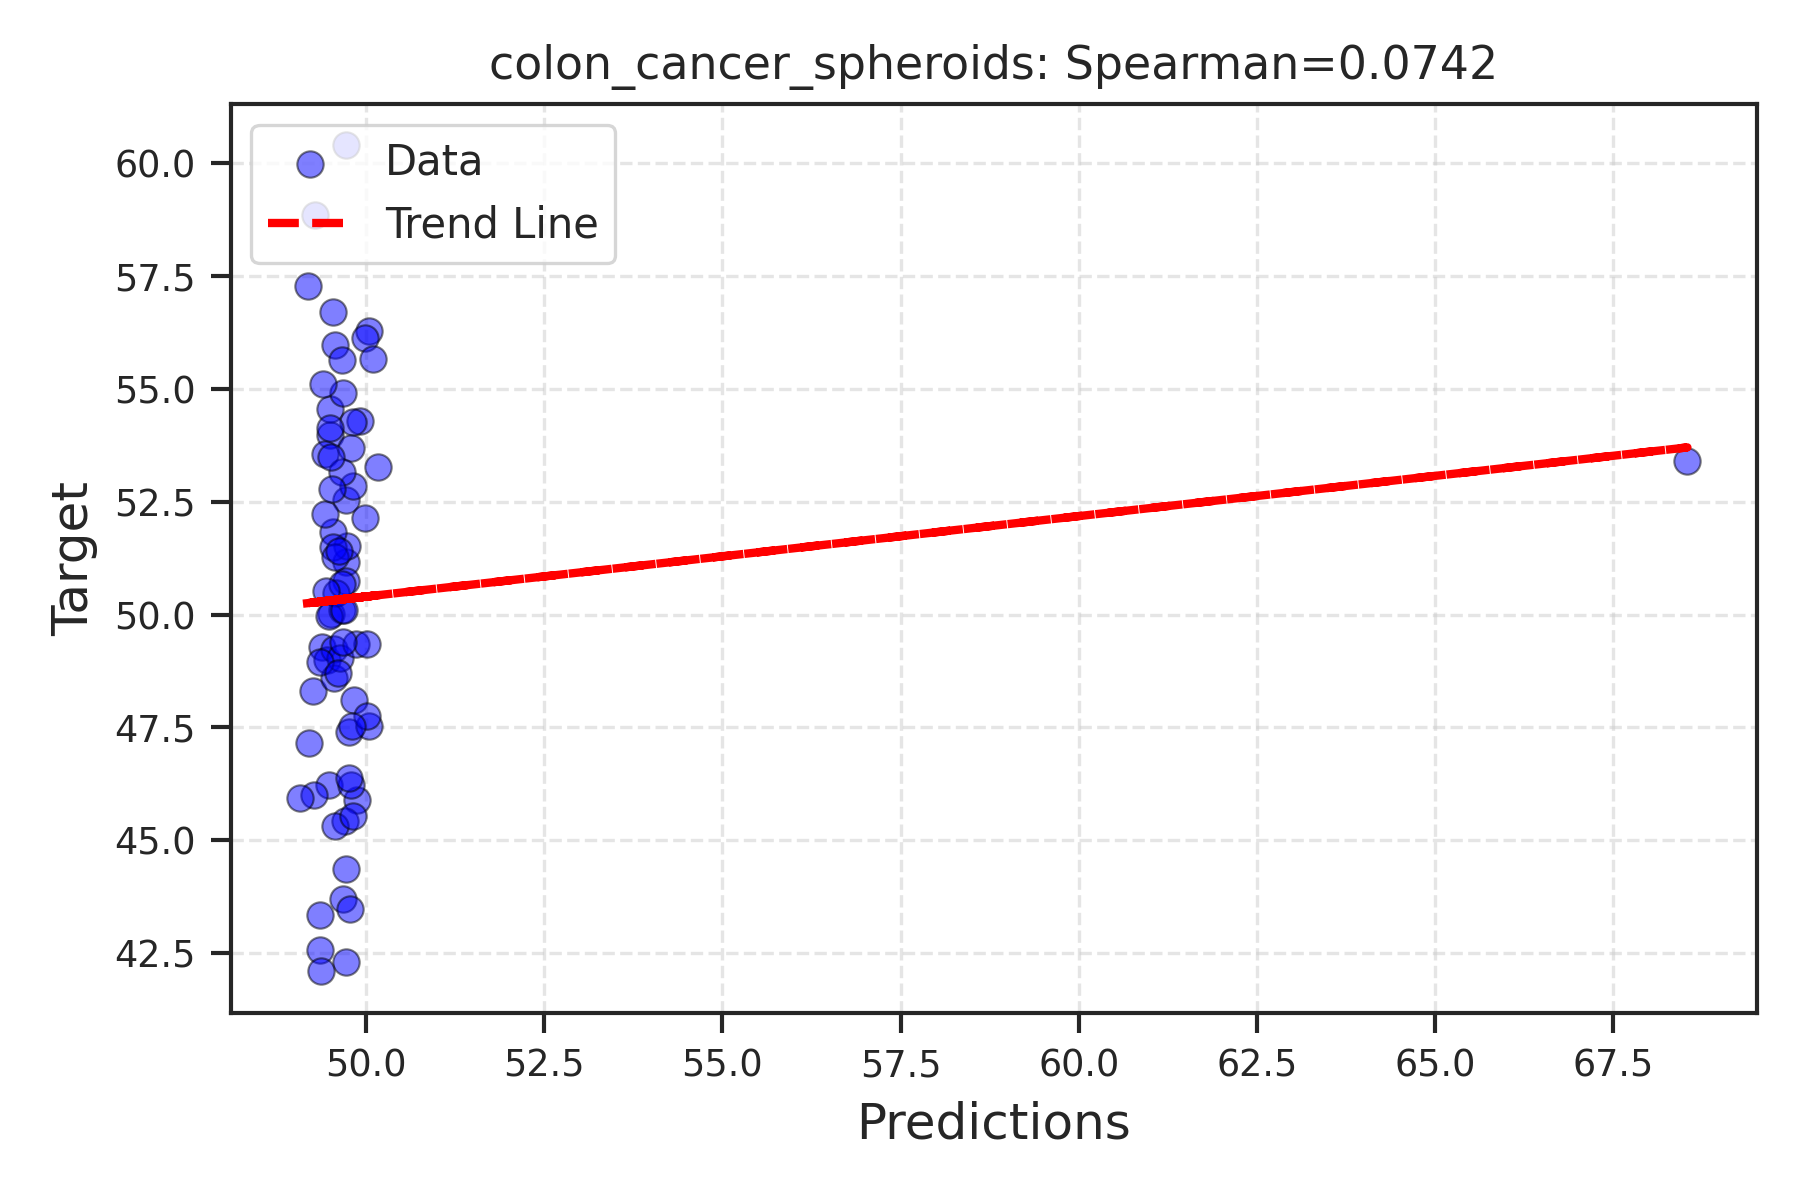 colon_cancer_spheroids: Spearman=0.0742
Data
Trend Line
Target
60.0
57.5
55.0
52.5
50.0
47.5
45.0
42.5
50.0 52.5 55.0 57.5 60.0 62.5 65.0 67.5
Predictions